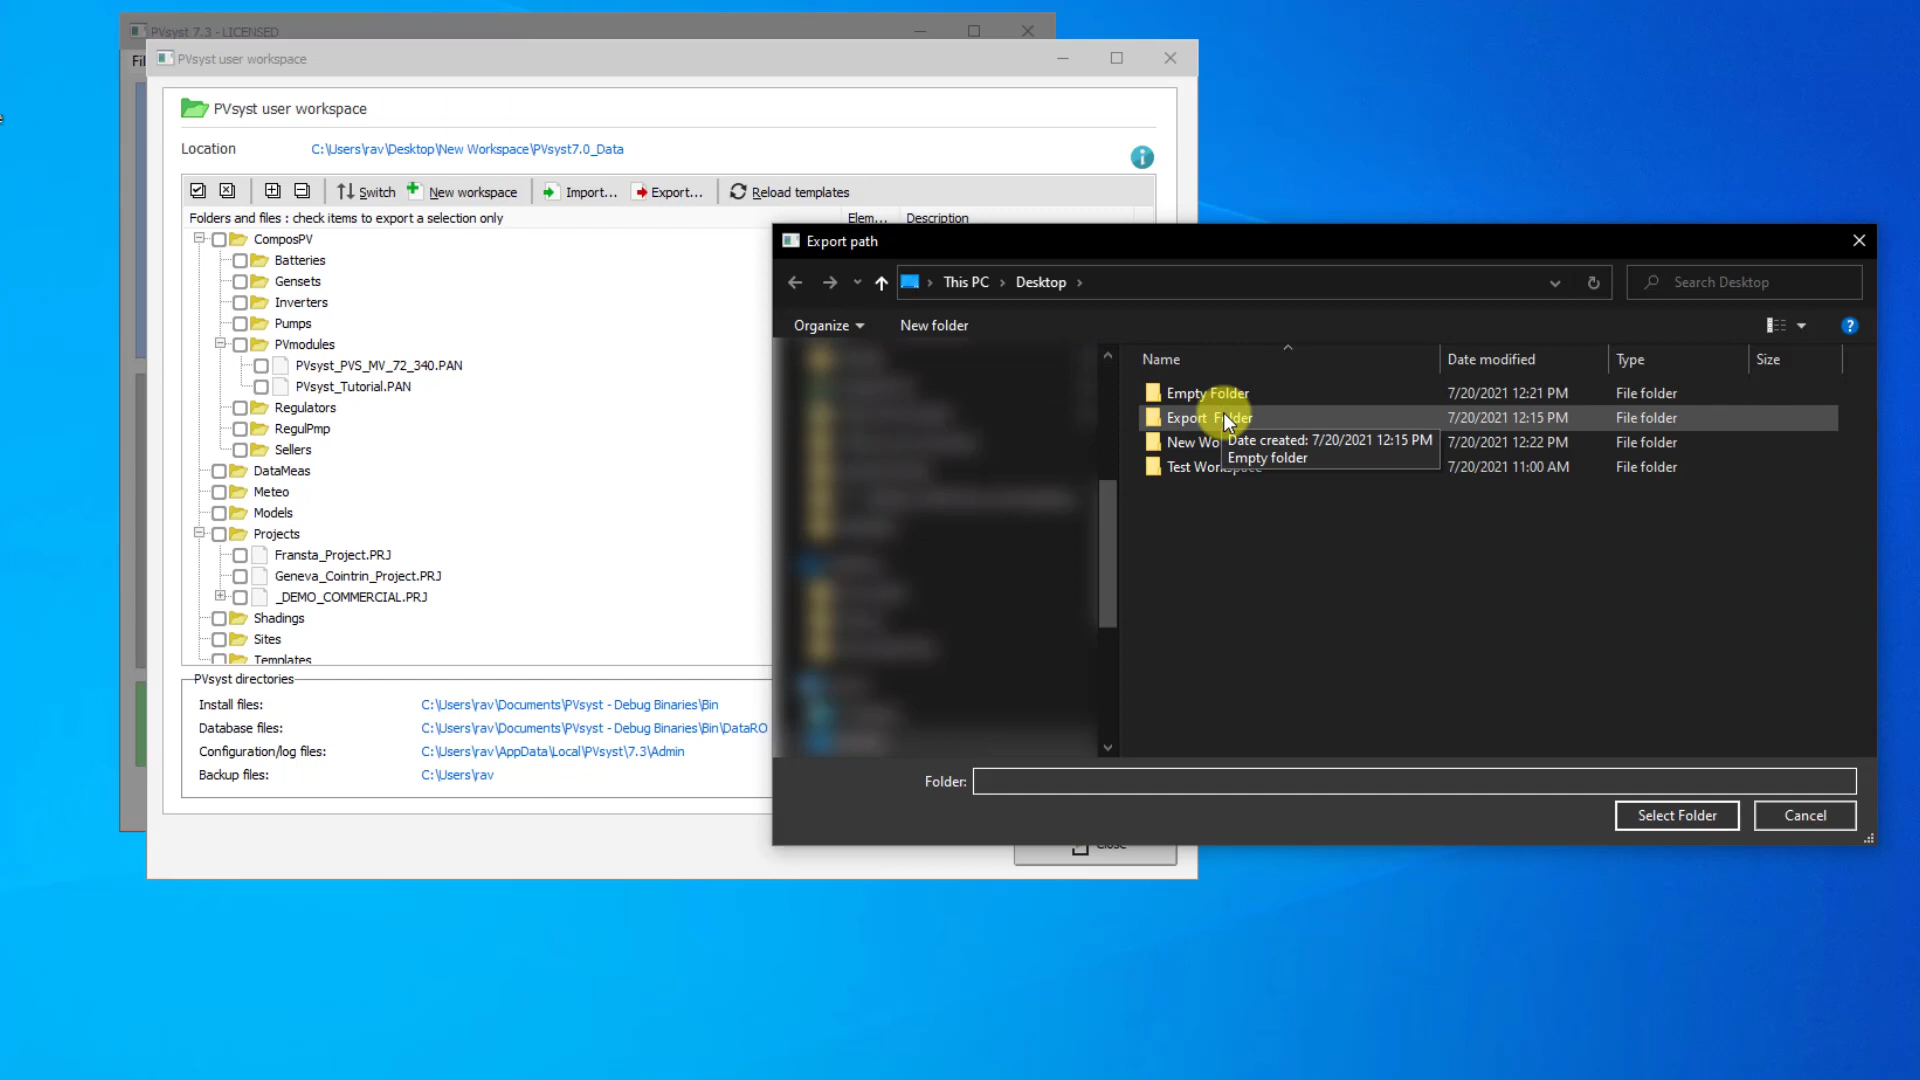 PVsyst 7.3 - LICENSED
Fil
PVsyst user workspace
PVsyst user workspace
Location C:\Users\rav\Desktop\New Workspace\PVsyst7.0_Data
Switch New workspace Import... Export... Reload templates
Folders and files : check items to export a selection only Elem... Description
ComposPV
Batteries
Gensets
Inverters
Pumps
PVmodules
PVsyst_PVS_MV_72_340.PAN
PVsyst_Tutorial.PAN
Regulators
RegulPmp
Sellers
DataMeas
Meteo
Models
Projects
Fransta_Project.PRJ
Geneva_Cointrin_Project.PRJ
_DEMO_COMMERCIAL.PRJ
Shadings
Sites
Templates
PVsyst directories
Install files: C:\Users\rav\Documents\PVsyst - Debug Binaries\Bin
Database files: C:\Users\rav\Documents\PVsyst - Debug Binaries\Bin\DataRO
Configuration/log files: C:\Users\rav\AppData\Local\PVsyst\7.3\Admin
Backup files: C:\Users\rav
Close
Export path
This PC > Desktop >
Search Desktop
Organize New folder
Name Date modified Type Size
Empty Folder 7/20/2021 12:21 PM File folder
Export Folder 7/20/2021 12:15 PM File folder
New Wo 7/20/2021 12:22 PM File folder
Test Workspace 7/20/2021 11:00 AM File folder
Date created: 7/20/2021 12:15 PM
Empty folder
Folder:
Select Folder Cancel